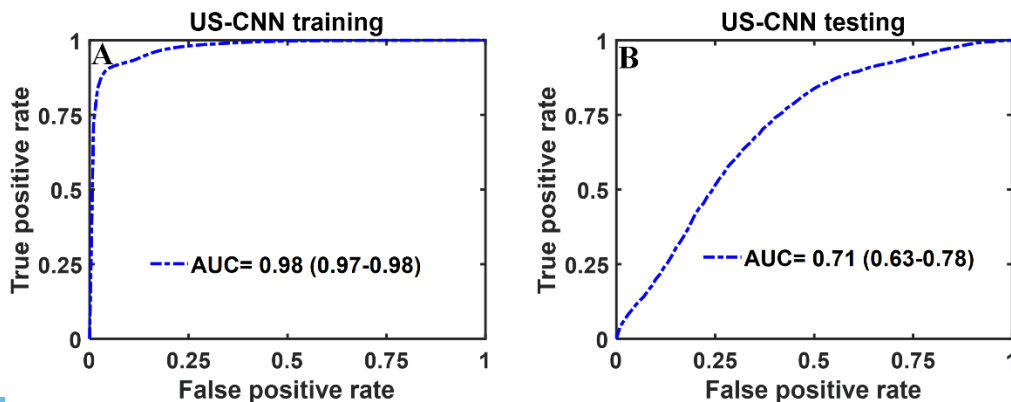 US-CNN training
A
1
0.75
0.5
0.25
0
True positive rate
AUC= 0.98 (0.97-0.98)
0
0.25
0.5
0.75
1
False positive rate
US-CNN testing
B
1
0.75
0.5
0.25
0
True positive rate
AUC= 0.71 (0.63-0.78)
0
0.25
0.5
0.75
1
False positive rate